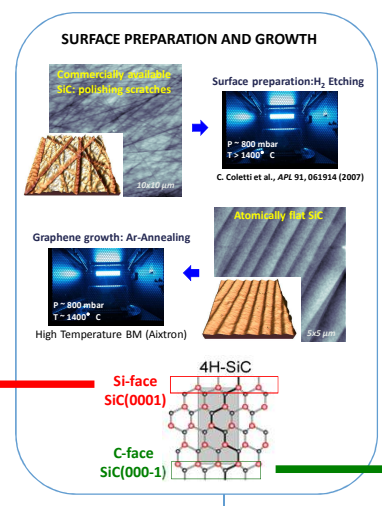 SURFACE PREPARATION AND GROWTH
Commercially available
SiC: polishing scratches
10x10 µm
Surface preparation:H₂ Etching
P ~ 800 mbar
T > 1400° C
C. Coletti et al., APL 91, 061914 (2007)
Atomically flat SiC
5x5 µm
Graphene growth: Ar-Annealing
P ~ 800 mbar
T ~ 1400° C
High Temperature BM (Aixtron)
4H-SiC
Si-face
SiC(0001)
C-face
SiC(000-1)